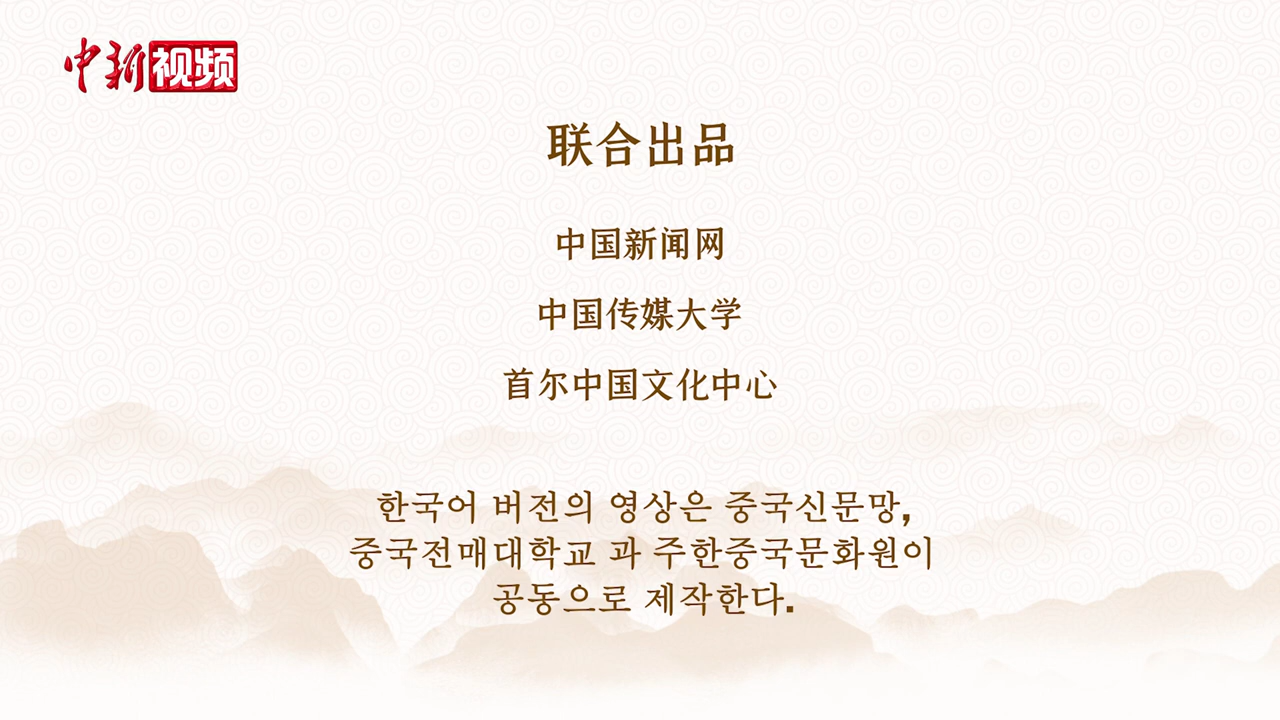 中新视频
联合出品
中国新闻网
中国传媒大学
首尔中国文化中心
한국어 버전의 영상은 중국신문망,
중국전매대학교 과 주한중국문화원이
공동으로 제작한다.